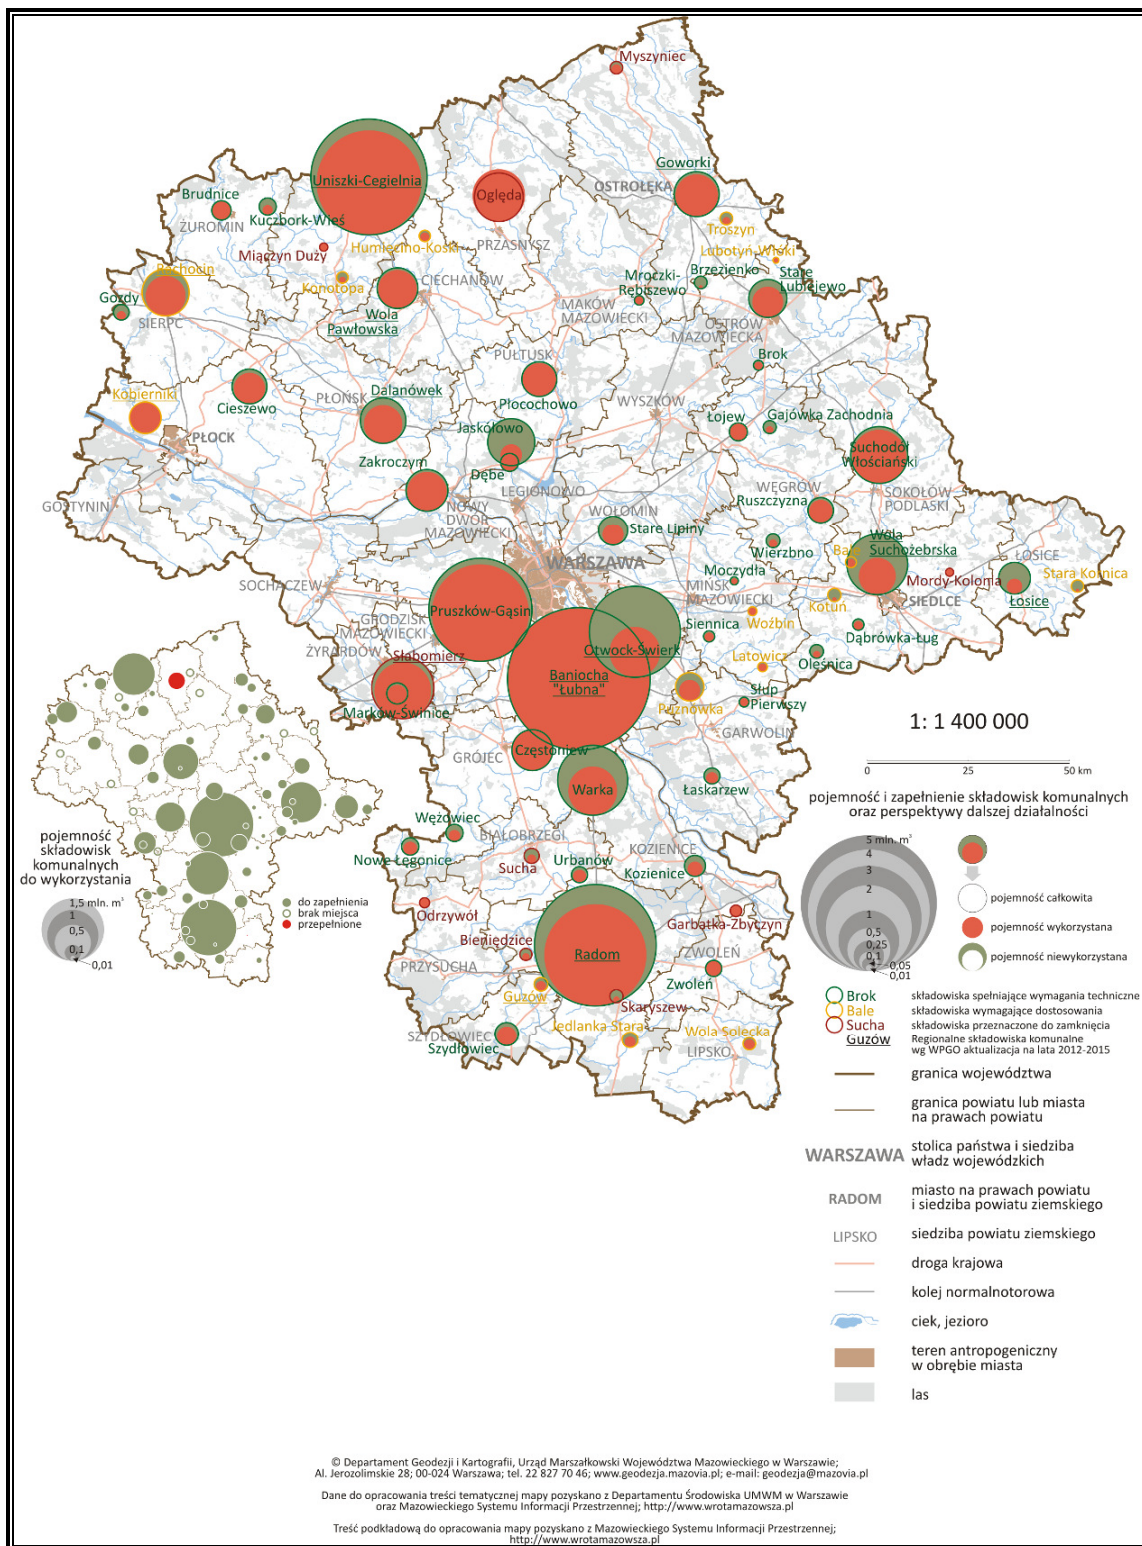 Myszyniec
Goworki
OSTROŁĘKA
Uniszki-Cegielnia
Oględa
Brudnice
Kuczbork-Wieś
ŻUROMIN
Troszyn
PRZASNYSZ
Humięcino-Koski
Lubotyń-Włóki
Miączyn Duży
Rachocin
Konotopa
CIECHANÓW
Mroczki-
Rębiszewo
Brzezienko
Stare
Lubiejewo
Gozdy
SIERPC
Wola
Pawłowska
MAKÓW
MAZOWIECKI
OSTRÓW
MAZOWIECKA
PUŁTUSK
Brok
Kobierniki
Cieszewo
PŁOŃSK
Dalanówek
Płocochowo
WYSZKÓW
Łojew
Gajówka Zachodnia
PŁOCK
Jaskółowo
Suchodół
Włościański
Zakroczym
Dębe
LEGIONOWO
WĘGRÓW
Ruszczyzna
SOKOŁÓW
PODLASKI
GOSTYNIN
NOWY
DWÓR
MAZOWIECKI
WOŁOMIN
Stare Lipiny
Wola
Suchożebrska
Wierzbno
Bale
ŁOSICE
WARSZAWA
Moczydła
Mordy-Kolonia
Stara Kornica
SOCHACZEW
MIŃSK
MAZOWIECKI
Kotuń
SIEDLCE
Łosice
Pruszków-Gąsin
Woźbin
GRODZISK
MAZOWIECKI
Siennica
Dąbrówka-Ług
ŻYRARDÓW
Słabomierz
Otwock-Świerk
Latowicz
Oleśnica
Baniocha
"Łubna"
Puznówka
Słup
Pierwszy
Marków-Świnice
1: 1 400 000
GARWOLIN
Częstoniew
GRÓJEC
0
25
50 km
Warka
Łaskarzew
pojemność i zapełnienie składowisk komunalnych
oraz perspektywy dalszej działalności
Wężowiec
BIAŁOBRZEGI
KOZIENICE
Nowe Łęgonice
Sucha
Urbanów
Kozienice
Odrzywół
Garbatka-Zbyczyn
Bieniędzice
Radom
ZWOLEŃ
PRZYSUCHA
Zwoleń
Guzów
Skaryszew
SZYDŁOWIEC
Szydłowiec
Jedlanka Stara
Wola Solecka
LIPSKO
pojemność
składowisk
komunalnych
do wykorzystania
1,5 mln. m³
1
0,5
0,1
0,01
do zapełnienia
brak miejsca
przepełnione
5 mln. m³
4
3
2
1
0,5
0,25
0,1
0,05
0,01
pojemność całkowita
pojemność wykorzystana
pojemność niewykorzystana
Brok składowiska spełniające wymagania techniczne
Bale składowiska wymagające dostosowania
Sucha składowiska przeznaczone do zamknięcia
Guzów Regionalne składowiska komunalne
wg WPGO aktualizacja na lata 2012-2015
granica województwa
granica powiatu lub miasta
na prawach powiatu
WARSZAWA stolica państwa i siedziba
władz wojewódzkich
RADOM miasto na prawach powiatu
i siedziba powiatu ziemskiego
LIPSKO siedziba powiatu ziemskiego
droga krajowa
kolej normalnotorowa
ciek, jezioro
teren antropogeniczny
w obrębie miasta
las
© Departament Geodezji i Kartografii, Urząd Marszałkowski Województwa Mazowieckiego w Warszawie;
Al. Jerozolimskie 28; 00-024 Warszawa; tel. 22 827 70 46; www.geodezja.mazovia.pl; e-mail: geodezja@mazovia.pl
Dane do opracowania treści tematycznej mapy pozyskano z Departamentu Środowiska UMWM w Warszawie
oraz Mazowieckiego Systemu Informacji Przestrzennej; http://www.wrotamazowsza.pl
Treść podkładową do opracowania mapy pozyskano z Mazowieckiego Systemu Informacji Przestrzennej;
http://www.wrotamazowsza.pl